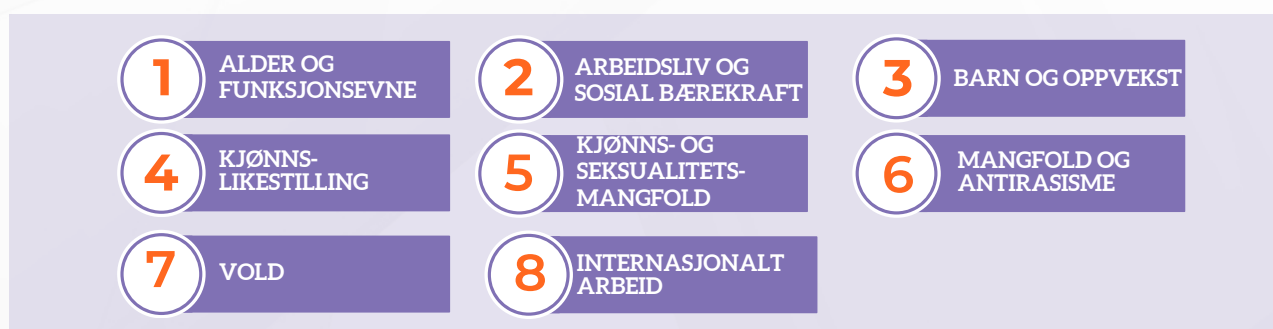 1
ALDER OG
FUNKSJONSEVNE
2
ARBEIDSLIV OG
SOSIAL BÆREKRAFT
3
BARN OG OPPVEKST
4
KJØNNS-
LIKESTILLING
5
KJØNNS- OG
SEKSUALITETS-
MANGFOLD
6
MANGFOLD OG
ANTIRASISME
7
VOLD
8
INTERNASJONALT
ARBEID